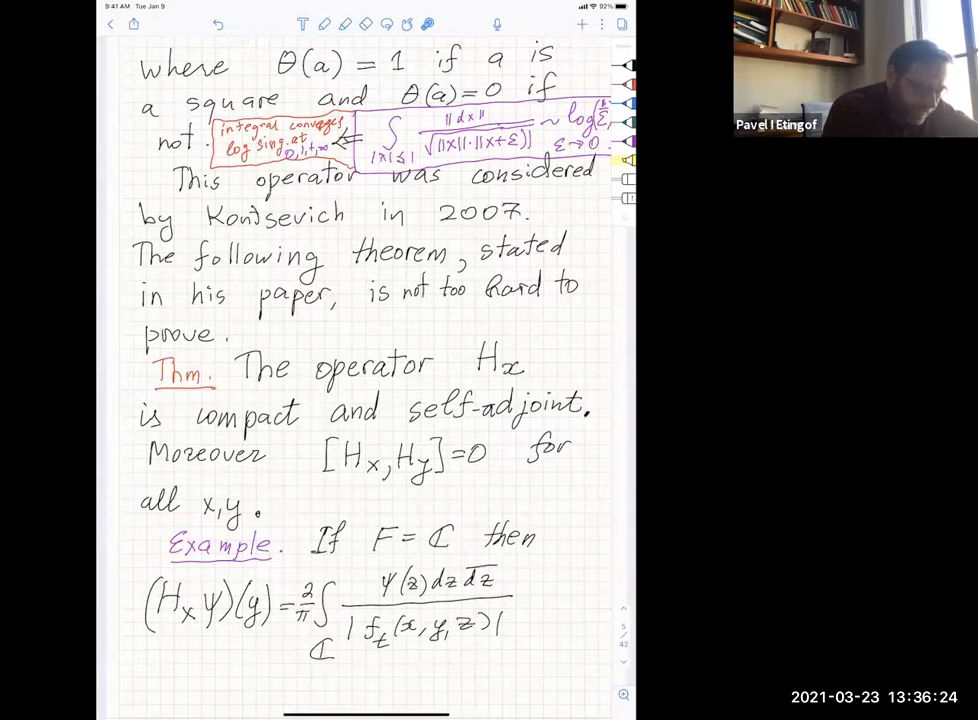 9:41 AM Tue Jan 9
92%
where θ(a) = 1 if a is
a square and θ(a)=0 if
not.
integral converges
log sing. at
0,1,t,∞
⇐ ∫ |x|≤1 ||dx|| / √(||x||·||x+ε||) ~ log(1/ε), ε→0
This operator was considered
by Kontsevich in 2007.
The following theorem, stated
in his paper, is not too hard to
prove.
Thm. The operator Hx
is compact and self-adjoint.
Moreover [Hx, Hy]=0 for
all x,y.
Example. If F = ℂ then
(Hx ψ)(y) = 2/π ∫ℂ ψ(z) dz dz̅ / |ft(x,y,z)|
Pavel I Etingof
5
/
42
2021-03-23 13:36:24